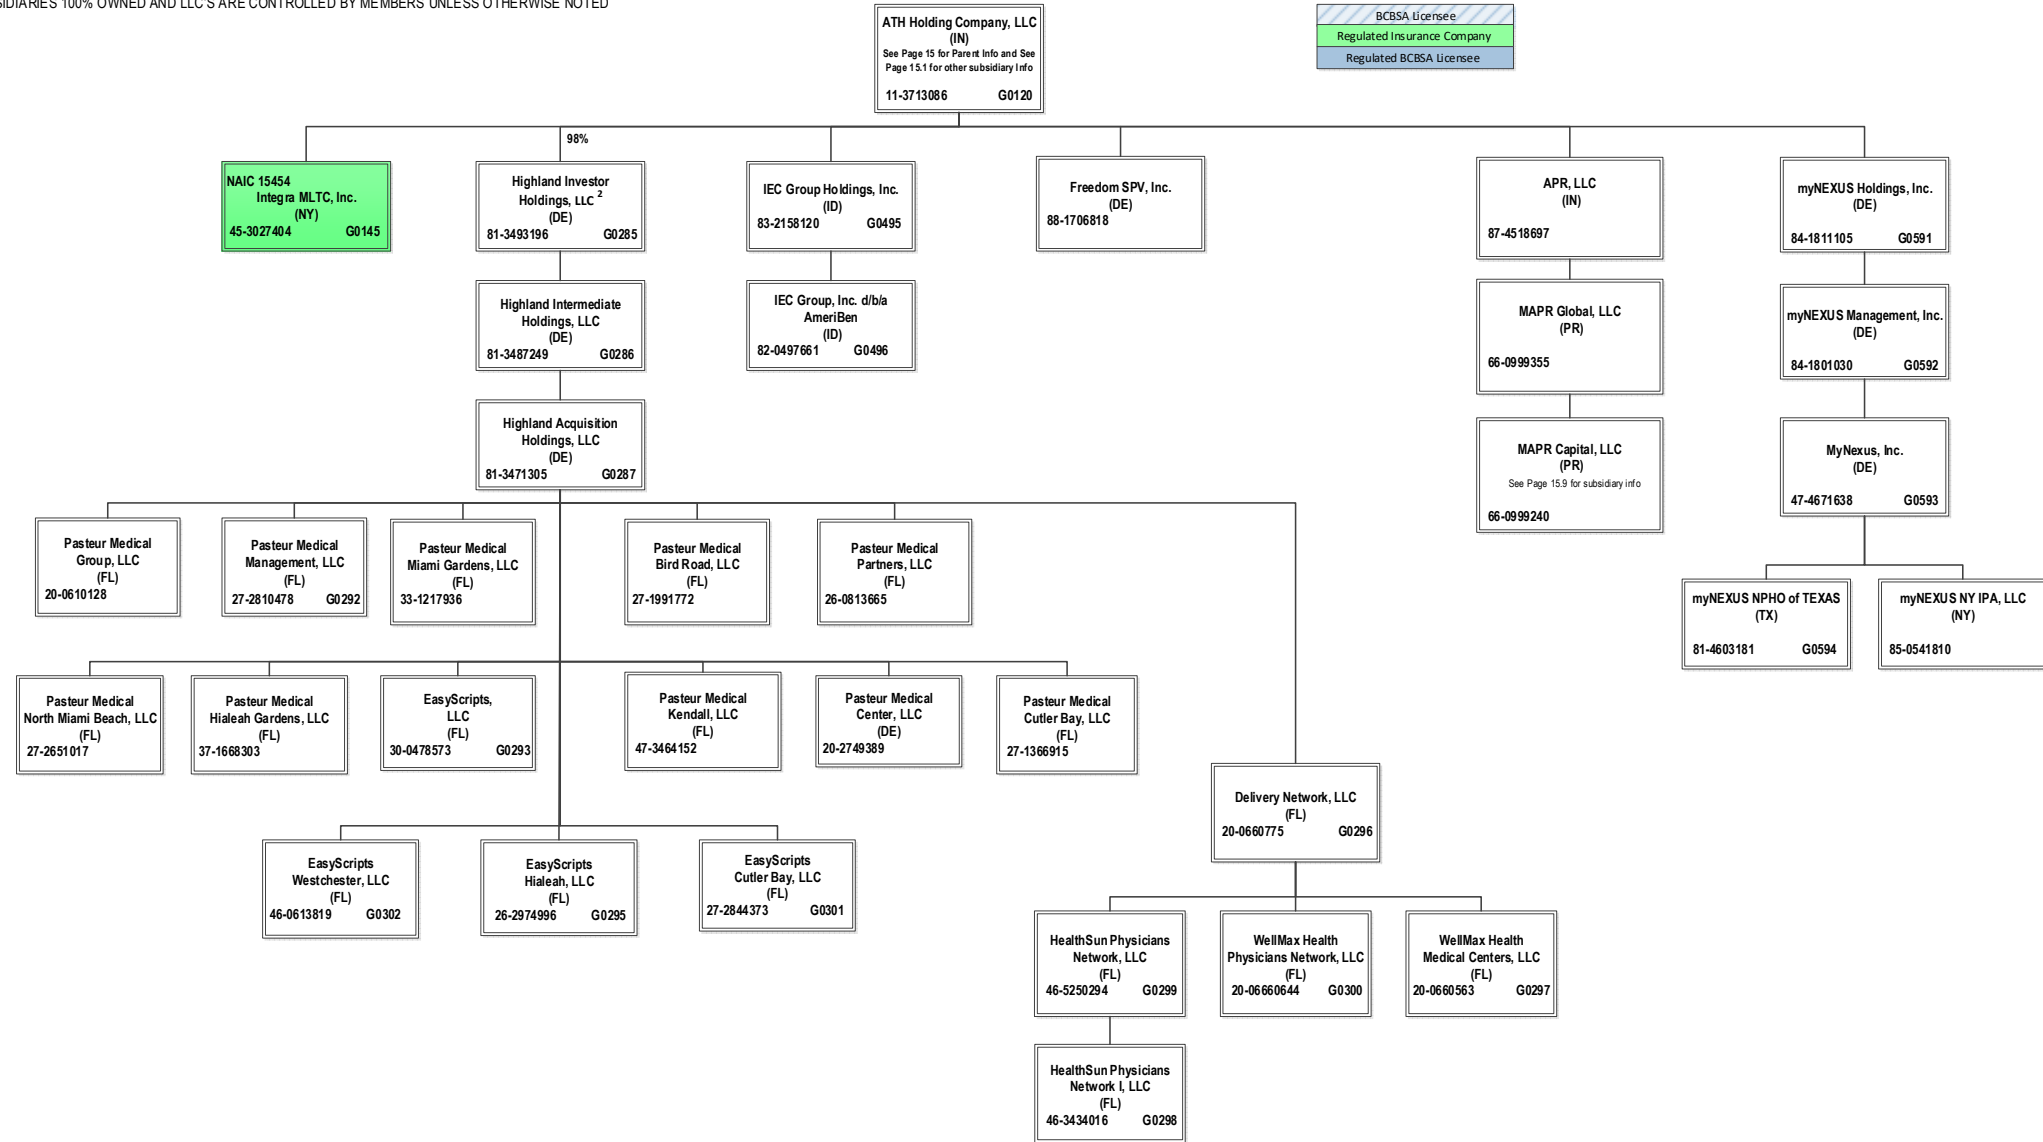 SIDIARIES 100% OWNED AND LLC'S ARE CONTROLLED BY MEMBERS UNLESS OTHERWISE NOTED
ATH Holding Company, LLC
(IN)
See Page 15 for Parent Info and See
Page 15.1 for other subsidiary Info
11-3713086 G0120
BCBSA Licensee
Regulated Insurance Company
Regulated BCBSA Licensee
98%
NAIC 15454
Integra MLTC, Inc.
(NY)
45-3027404 G0145
Highland Investor
Holdings, LLC 2
(DE)
81-3493196 G0285
IEC Group Holdings, Inc.
(ID)
83-2158120 G0495
Freedom SPV, Inc.
(DE)
88-1706818
APR, LLC
(IN)
87-4518697
myNEXUS Holdings, Inc.
(DE)
84-1811105 G0591
Highland Intermediate
Holdings, LLC
(DE)
81-3487249 G0286
IEC Group, Inc. d/b/a
AmeriBen
(ID)
82-0497661 G0496
MAPR Global, LLC
(PR)
66-0999355
myNEXUS Management, Inc.
(DE)
84-1801030 G0592
Highland Acquisition
Holdings, LLC
(DE)
81-3471305 G0287
MAPR Capital, LLC
(PR)
See Page 15.9 for subsidiary info
66-0999240
MyNexus, Inc.
(DE)
47-4671638 G0593
Pasteur Medical
Group, LLC
(FL)
20-0610128
Pasteur Medical
Management, LLC
(FL)
27-2810478 G0292
Pasteur Medical
Miami Gardens, LLC
(FL)
33-1217936
Pasteur Medical
Bird Road, LLC
(FL)
27-1991772
Pasteur Medical
Partners, LLC
(FL)
26-0813665
myNEXUS NPHO of TEXAS
(TX)
81-4603181 G0594
myNEXUS NY IPA, LLC
(NY)
85-0541810
Pasteur Medical
North Miami Beach, LLC
(FL)
27-2651017
Pasteur Medical
Hialeah Gardens, LLC
(FL)
37-1668303
EasyScripts,
LLC
(FL)
30-0478573 G0293
Pasteur Medical
Kendall, LLC
(FL)
47-3464152
Pasteur Medical
Center, LLC
(DE)
20-2749389
Pasteur Medical
Cutler Bay, LLC
(FL)
27-1366915
Delivery Network, LLC
(FL)
20-0660775 G0296
EasyScripts
Westchester, LLC
(FL)
46-0613819 G0302
EasyScripts
Hialeah, LLC
(FL)
26-2974996 G0295
EasyScripts
Cutler Bay, LLC
(FL)
27-2844373 G0301
HealthSun Physicians
Network, LLC
(FL)
46-5250294 G0299
WellMax Health
Physicians Network, LLC
(FL)
20-06660644 G0300
WellMax Health
Medical Centers, LLC
(FL)
20-0660563 G0297
HealthSun Physicians
Network I, LLC
(FL)
46-3434016 G0298